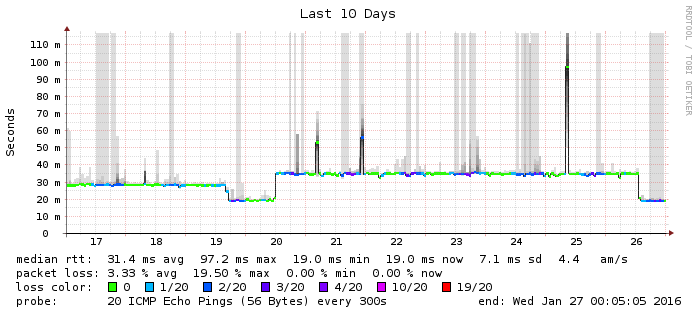 Last 10 Days
RRDTOOL / TOBI OETIKER
Seconds
110 m
100 m
90 m
80 m
70 m
60 m
50 m
40 m
30 m
20 m
10 m
0
17 18 19 20 21 22 23 24 25 26
median rtt: 31.4 ms avg 97.2 ms max 19.0 ms min 19.0 ms now 7.1 ms sd 4.4 am/s
packet loss: 3.33 % avg 19.50 % max 0.00 % min 0.00 % now
loss color: 0 1/20 2/20 3/20 4/20 10/20 19/20
probe: 20 ICMP Echo Pings (56 Bytes) every 300s end: Wed Jan 27 00:05:05 2016